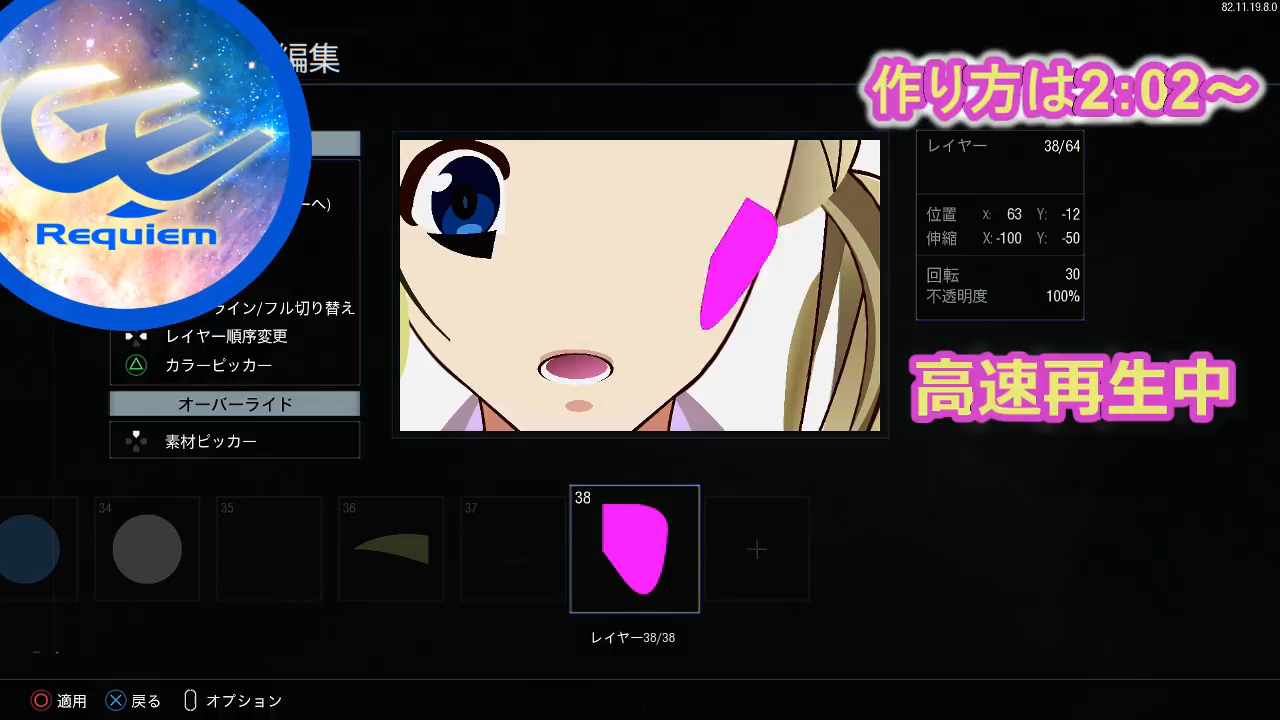 82.11.19.8.0
編集
作り方は2:02～
GE
Requiem
ーへ)
ライン/フル切り替え
レイヤー順序変更
カラーピッカー
オーバーライド
素材ピッカー
レイヤー 38/64
位置 X: 63 Y: -12
伸縮 X: -100 Y: -50
回転 30
不透明度 100%
高速再生中
34 35 36 37 38
レイヤー38/38
適用 戻る オプション